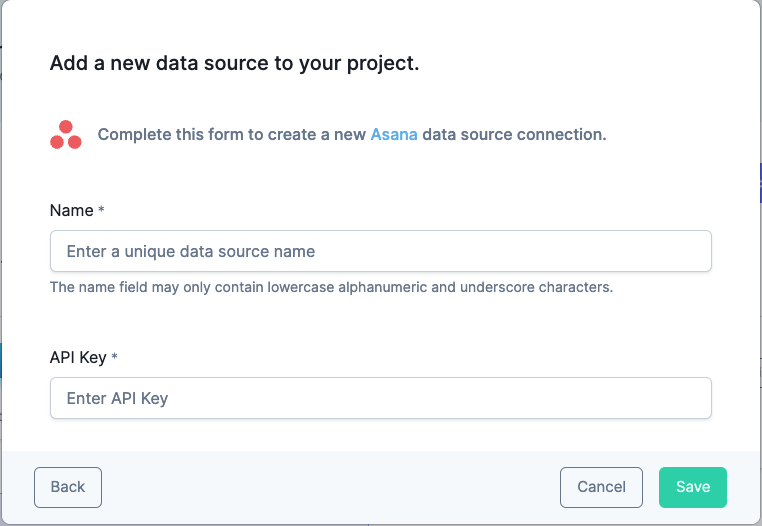 Add a new data source to your project.
Complete this form to create a new Asana data source connection.
Name *
Enter a unique data source name
The name field may only contain lowercase alphanumeric and underscore characters.
API Key *
Enter API Key
Back
Cancel
Save